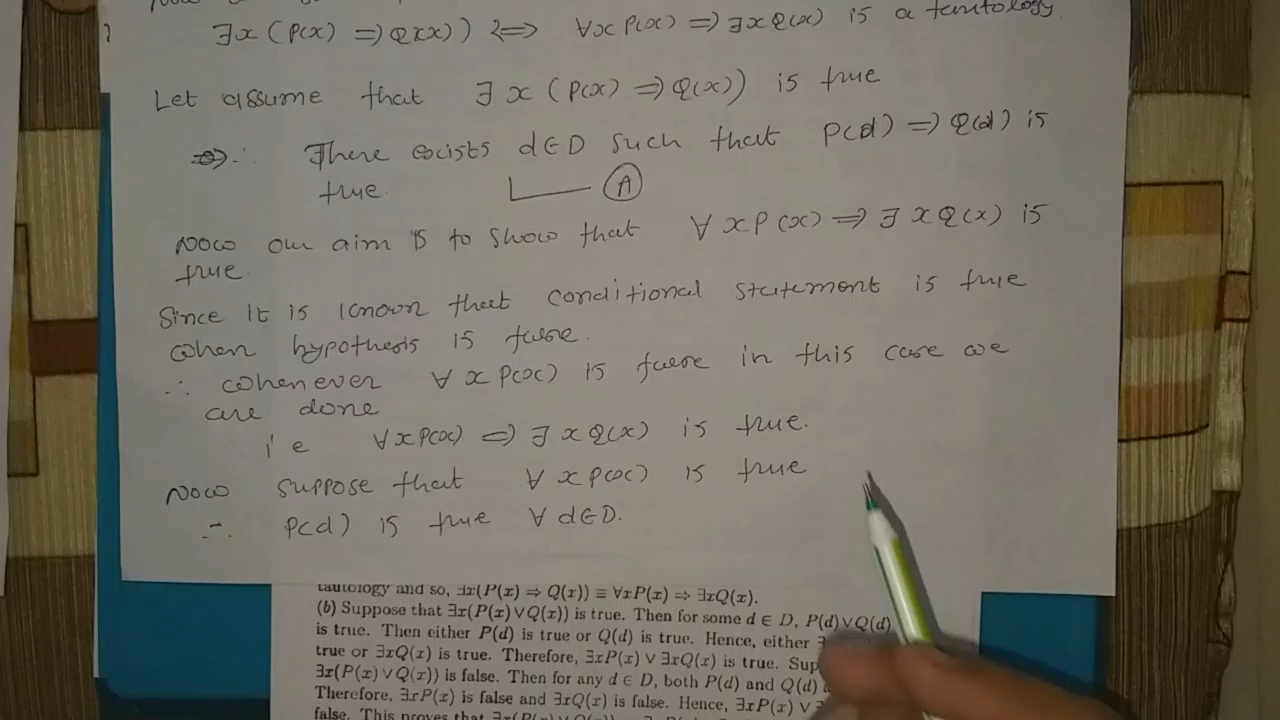 ∃x (P(x) ⇒ Q(x)) ⟺ ∀x P(x) ⇒ ∃x Q(x) is a
Let assume that ∃ x (P(x) ⇒ Q(x)) is true
∴ There exists d∈D such that P(d) ⇒ Q(d) is
true. Ⓐ
Now our aim is to show that ∀ x P(x) ⇒ ∃ x Q(x) is
true.
Since it is known that conditional statement is true
when hypothesis is false.
∴ whenever ∀ x P(x) is false in this case we
are done
i e ∀x P(x) ⇒ ∃ x Q(x) is true.
Now suppose that ∀ x P(x) is true
∴ P(d) is true ∀ d∈D.
tautology and so, ∃x(P(x) ⇒ Q(x)) ≡ ∀xP(x) ⇒ ∃xQ(x).
(b) Suppose that ∃x(P(x) ∨ Q(x)) is true. Then for some d ∈ D, P(d) ∨ Q(d)
is true. Then either P(d) is true or Q(d) is true. Hence, either
true or ∃xQ(x) is true. Therefore, ∃xP(x) ∨ ∃xQ(x) is true.
∃x(P(x) ∨ Q(x)) is false. Then for any d ∈ D, both P(d) and Q(d)
Therefore, ∃xP(x) is false and ∃xQ(x) is false. Hence, ∃xP(x) ∨
false. This proves that ∃x(P(x) ∨ Q(x))